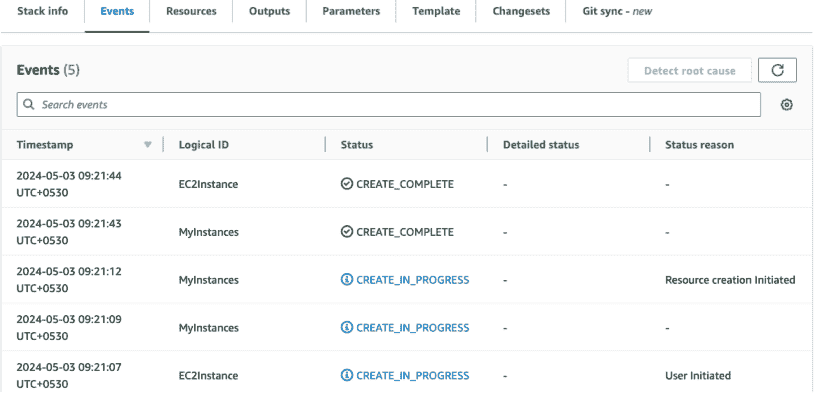 Stack info Events Resources Outputs Parameters Template Changesets Git sync - new
Events (5) Detect root cause
Search events
Timestamp Logical ID Status Detailed status Status reason
2024-05-03 09:21:44
UTC+0530 EC2Instance CREATE_COMPLETE - -
2024-05-03 09:21:43
UTC+0530 MyInstances CREATE_COMPLETE - -
2024-05-03 09:21:12
UTC+0530 MyInstances CREATE_IN_PROGRESS - Resource creation Initiated
2024-05-03 09:21:09
UTC+0530 MyInstances CREATE_IN_PROGRESS - -
2024-05-03 09:21:07
UTC+0530 EC2Instance CREATE_IN_PROGRESS - User Initiated